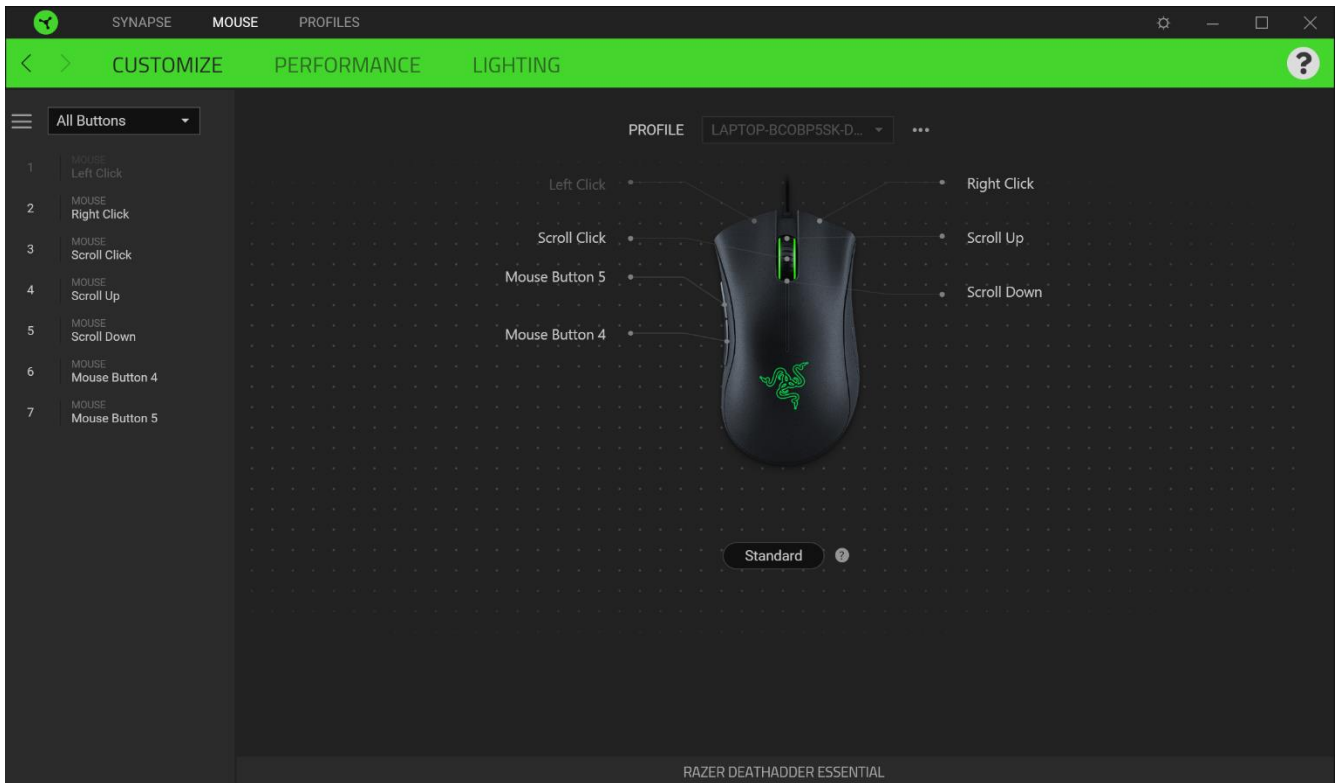 SYNAPSE MOUSE PROFILES
CUSTOMIZE PERFORMANCE LIGHTING ?
All Buttons
1 MOUSE
Left Click
2 MOUSE
Right Click
3 MOUSE
Scroll Click
4 MOUSE
Scroll Up
5 MOUSE
Scroll Down
6 MOUSE
Mouse Button 4
7 MOUSE
Mouse Button 5
PROFILE LAPTOP-BCOBP5SK-D... 
Left Click
Scroll Click
Mouse Button 5
Mouse Button 4
Right Click
Scroll Up
Scroll Down
Standard ?
RAZER DEATHADDER ESSENTIAL